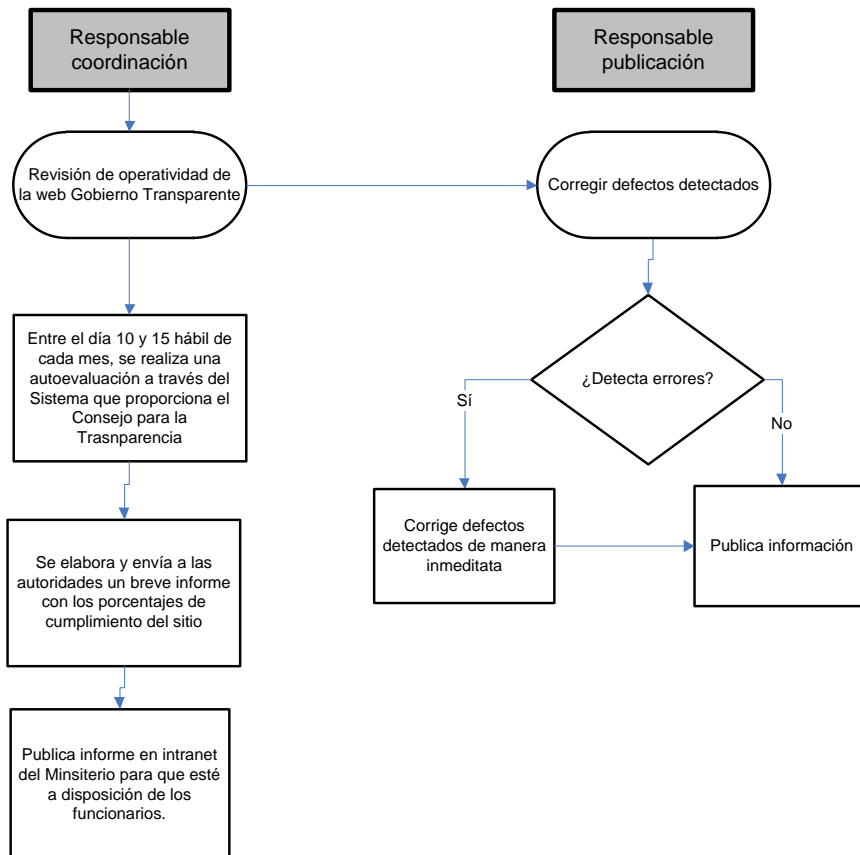 Responsable
coordinación
Responsable
publicación
Revisión de operatividad de
la web Gobierno Transparente
Corregir defectos detectados
Entre el día 10 y 15 hábil de
cada mes, se realiza una
autoevaluación a través del
Sistema que proporciona el
Consejo para la
Trasnparencia
¿Detecta errores?
Sí
No
Se elabora y envía a las
autoridades un breve informe
con los porcentajes de
cumplimiento del sitio
Corrige defectos
detectados de manera
inmeditata
Publica información
Publica informe en intranet
del Minsiterio para que esté
a disposición de los
funcionarios.